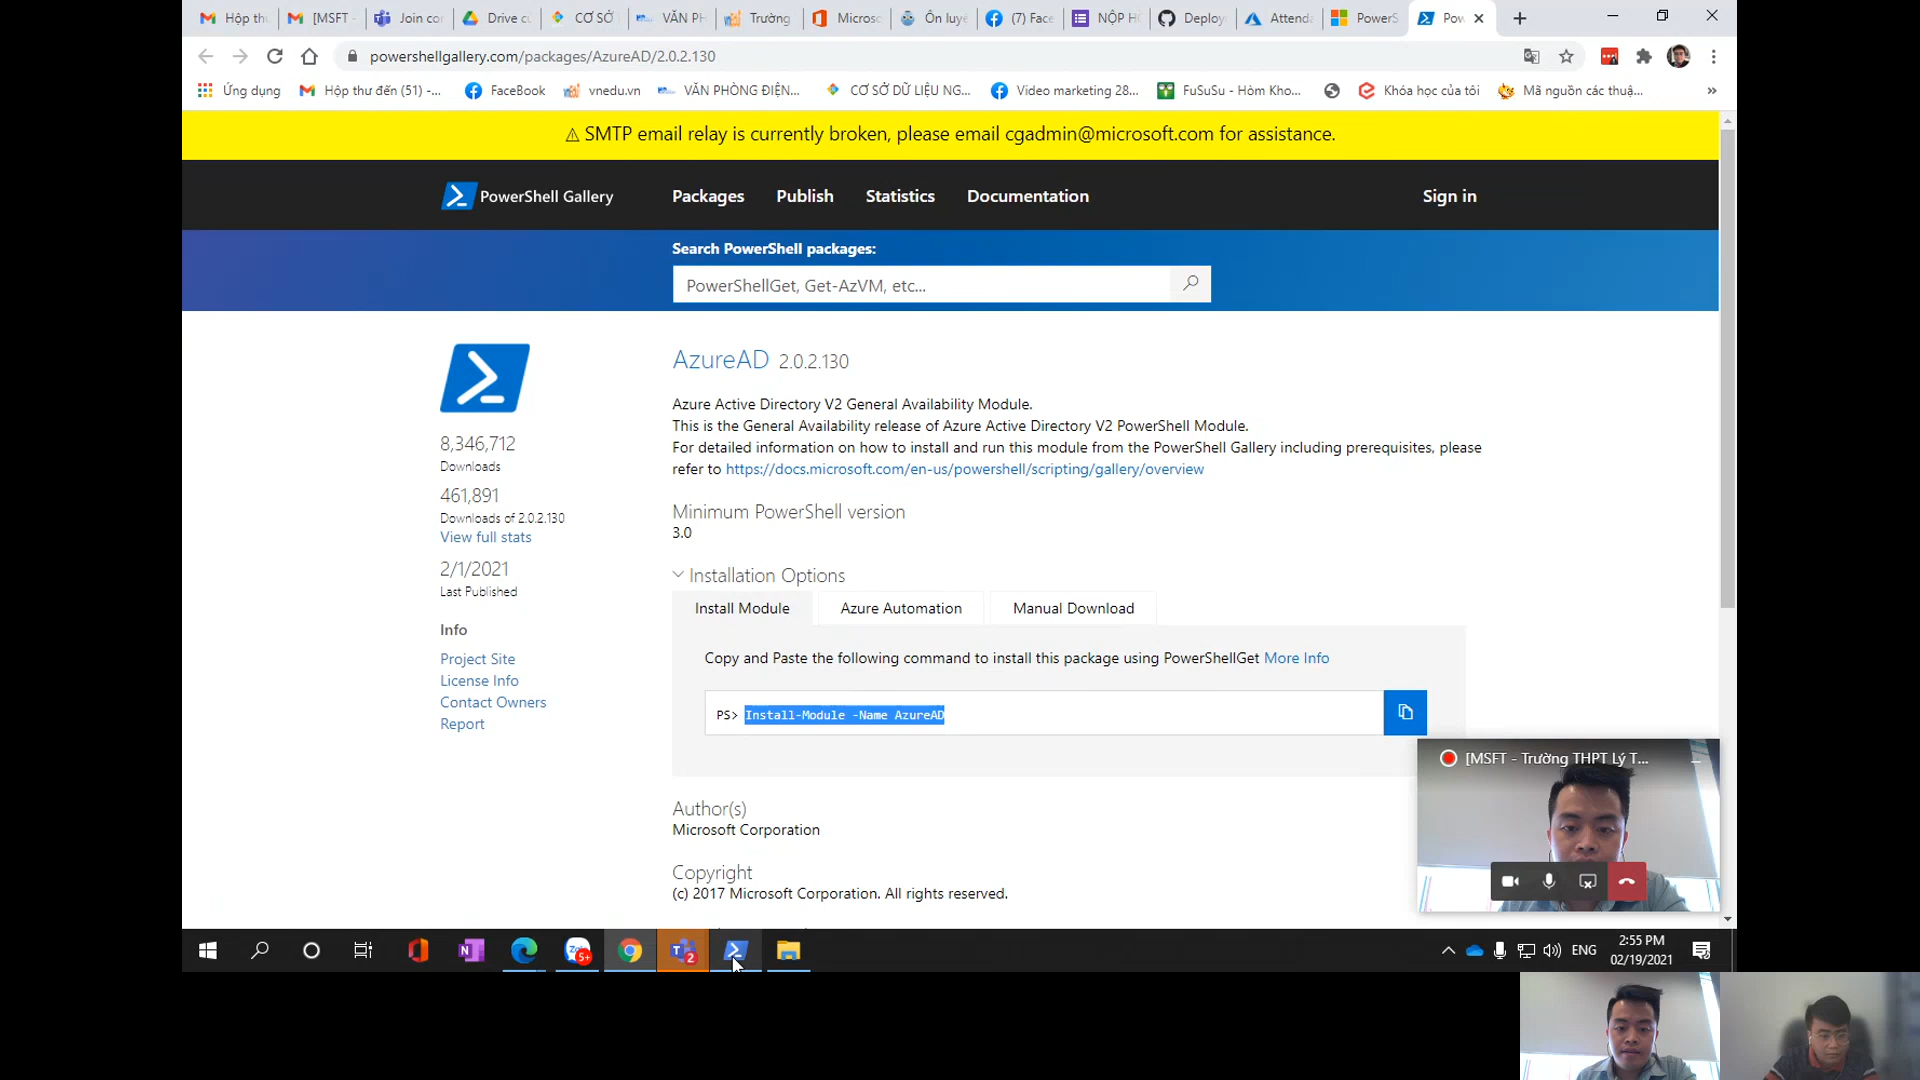 Hộp thư
[MSFT -
Join con
Drive củ
CƠ SỞ
VĂN PH
Trường
Microso
Ôn luyệ
(7) Face
NỘP H
Deploy
Attenda
PowerS
Pow
powershellgallery.com/packages/AzureAD/2.0.2.130
Ứng dụng
Hộp thư đến (51) -...
FaceBook
vnedu.vn
VĂN PHÒNG ĐIỆN...
CƠ SỞ DỮ LIỆU NG...
Video marketing 28...
FuSuSu - Hòm Kho...
Khóa học của tôi
Mã nguồn các thuậ...
»
⚠ SMTP email relay is currently broken, please email cgadmin@microsoft.com for assistance.
PowerShell Gallery
Packages
Publish
Statistics
Documentation
Sign in
Search PowerShell packages:
PowerShellGet, Get-AzVM, etc...
AzureAD 2.0.2.130
Azure Active Directory V2 General Availability Module.
This is the General Availability release of Azure Active Directory V2 PowerShell Module.
For detailed information on how to install and run this module from the PowerShell Gallery including prerequisites, please
refer to https://docs.microsoft.com/en-us/powershell/scripting/gallery/overview
8,346,712
Downloads
461,891
Downloads of 2.0.2.130
View full stats
2/1/2021
Last Published
Info
Project Site
License Info
Contact Owners
Report
Minimum PowerShell version
3.0
Installation Options
Install Module
Azure Automation
Manual Download
Copy and Paste the following command to install this package using PowerShellGet More Info
PS> Install-Module -Name AzureAD
[MSFT - Trường THPT Lý T...
Author(s)
Microsoft Corporation
Copyright
(c) 2017 Microsoft Corporation. All rights reserved.
Zalo
5+
2
ENG
2:55 PM
02/19/2021